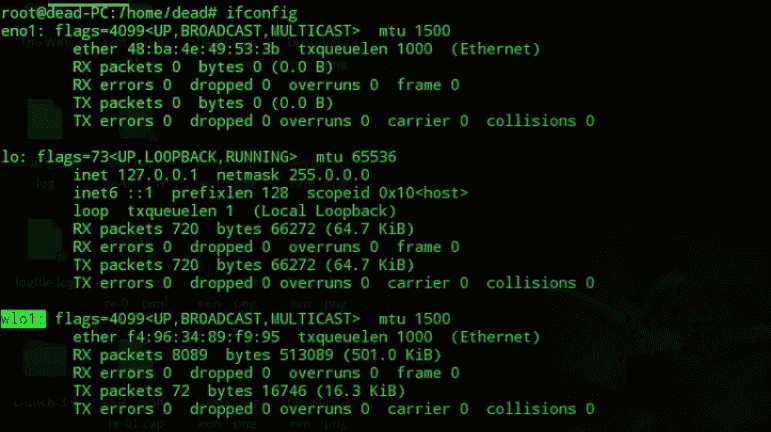 root@dead-PC:/home/dead# ifconfig
eno1: flags=4099<UP,BROADCAST,MULTICAST>  mtu 1500
        ether 48:ba:4e:49:53:3b  txqueuelen 1000  (Ethernet)
        RX packets 0  bytes 0 (0.0 B)
        RX errors 0  dropped 0  overruns 0  frame 0
        TX packets 0  bytes 0 (0.0 B)
        TX errors 0  dropped 0 overruns 0  carrier 0  collisions 0

lo: flags=73<UP,LOOPBACK,RUNNING>  mtu 65536
        inet 127.0.0.1  netmask 255.0.0.0
        inet6 ::1  prefixlen 128  scopeid 0x10<host>
        loop  txqueuelen 1  (Local Loopback)
        RX packets 720  bytes 66272 (64.7 KiB)
        RX errors 0  dropped 0  overruns 0  frame 0
        TX packets 720  bytes 66272 (64.7 KiB)
        TX errors 0  dropped 0 overruns 0  carrier 0  collisions 0

wlo1: flags=4099<UP,BROADCAST,MULTICAST>  mtu 1500
        ether f4:96:34:89:f9:95  txqueuelen 1000  (Ethernet)
        RX packets 8089  bytes 513089 (501.0 KiB)
        RX errors 0  dropped 0  overruns 0  frame 0
        TX packets 72  bytes 16746 (16.3 KiB)
        TX errors 0  dropped 0 overruns 0  carrier 0  collisions 0